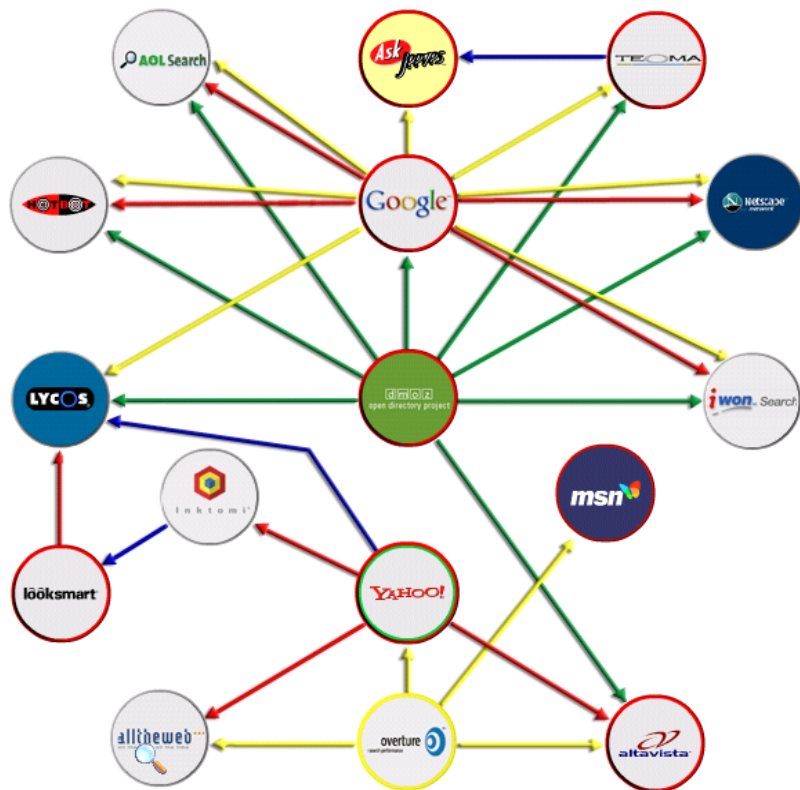 AOL Search
Ask
Jeeves
TEOMA
HOTBOT
Google
Netscape
LYCOS
dmoz
open directory project
iwon Search
msn
Inktomi
looksmart
YAHOO!
alltheweb
overture
altavista